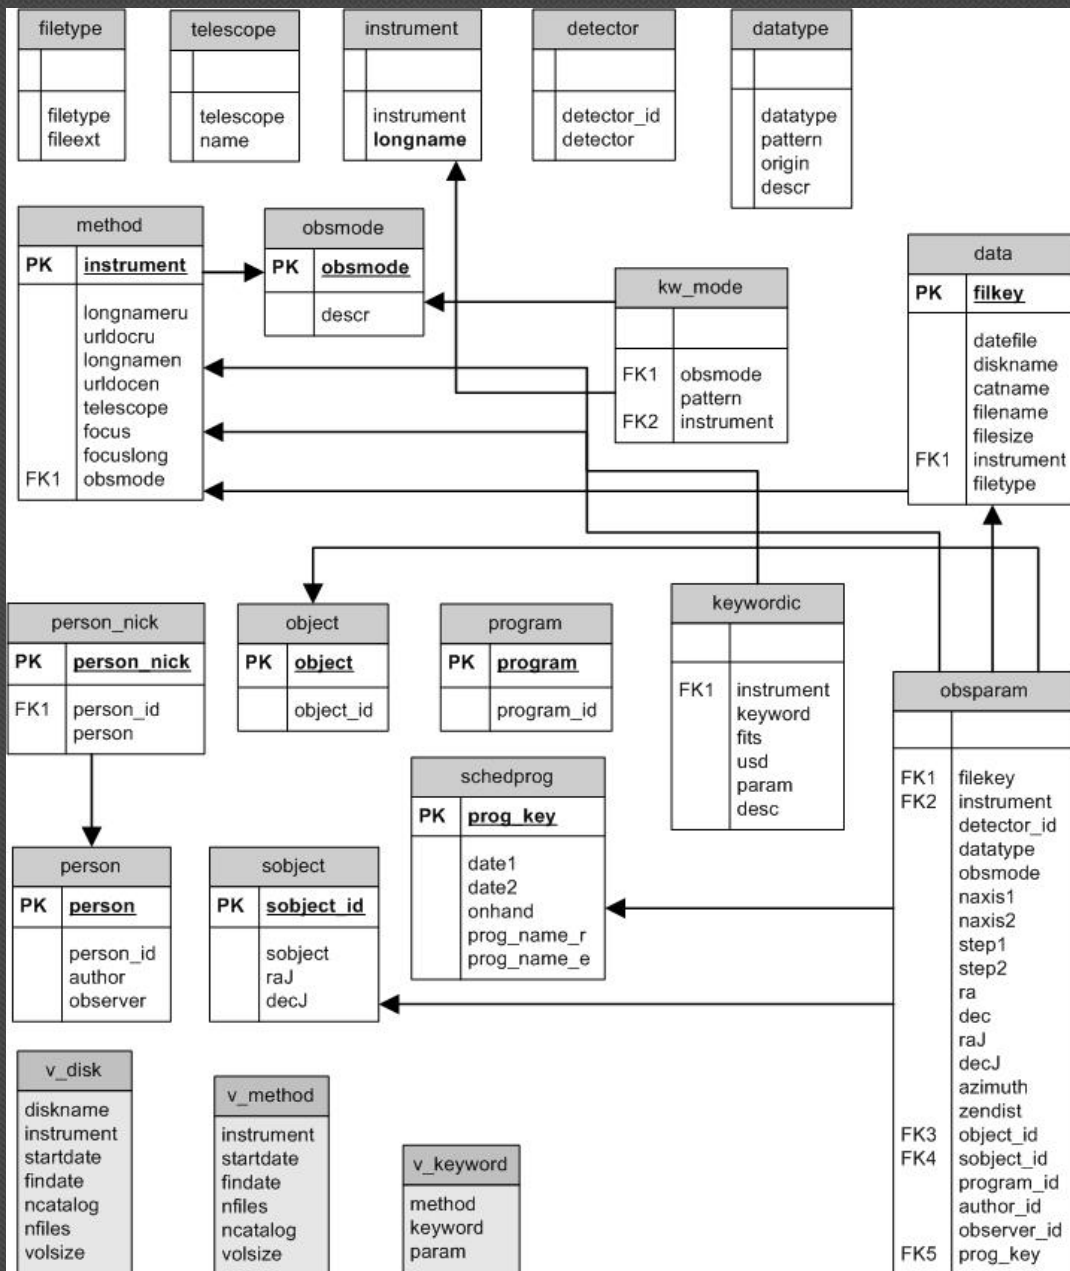 filetype
filetype
fileext
telescope
telescope
name
instrument
instrument
longname
detector
detector_id
detector
datatype
datatype
pattern
origin
descr
method
PK instrument
longnameru
urldocru
longnamen
urldocen
telescope
focus
focuslong
FK1 obsmode
obsmode
PK obsmode
descr
kw_mode
FK1 obsmode
pattern
FK2 instrument
data
PK filkey
datefile
diskname
catname
filename
filesize
FK1 instrument
filetype
person_nick
PK person_nick
FK1 person_id
person
object
PK object
object_id
program
PK program
program_id
keywordic
FK1 instrument
keyword
fits
usd
param
desc
obsparam
FK1 filekey
FK2 instrument
detector_id
datatype
obsmode
naxis1
naxis2
step1
step2
ra
dec
raJ
decJ
azimuth
zendist
FK3 object_id
FK4 sobject_id
program_id
author_id
observer_id
FK5 prog_key
schedprog
PK prog_key
date1
date2
onhand
prog_name_r
prog_name_e
person
PK person
person_id
author
observer
sobject
PK sobject_id
sobject
raJ
decJ
v_disk
diskname
instrument
startdate
findate
ncatalog
nfiles
volsize
v_method
instrument
startdate
findate
nfiles
ncatalog
volsize
v_keyword
method
keyword
param